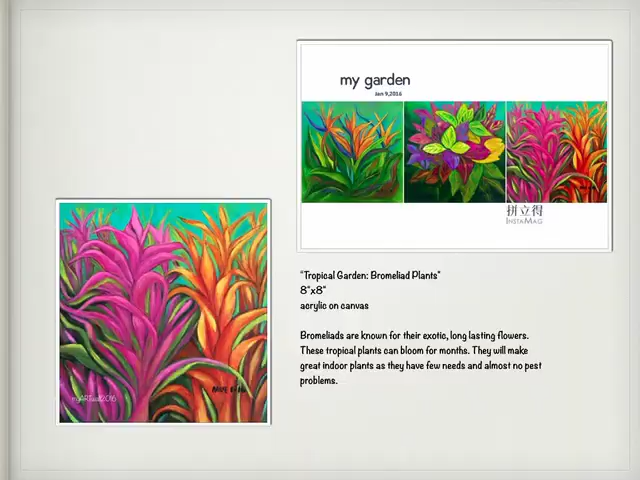 my garden
Jan 9,2016
拼立得
INSTAMAG
"Tropical Garden: Bromeliad Plants"
8"x8"
acrylic on canvas
Bromeliads are known for their exotic, long lasting flowers.
These tropical plants can bloom for months. They will make
great indoor plants as they have few needs and almost no pest
problems.